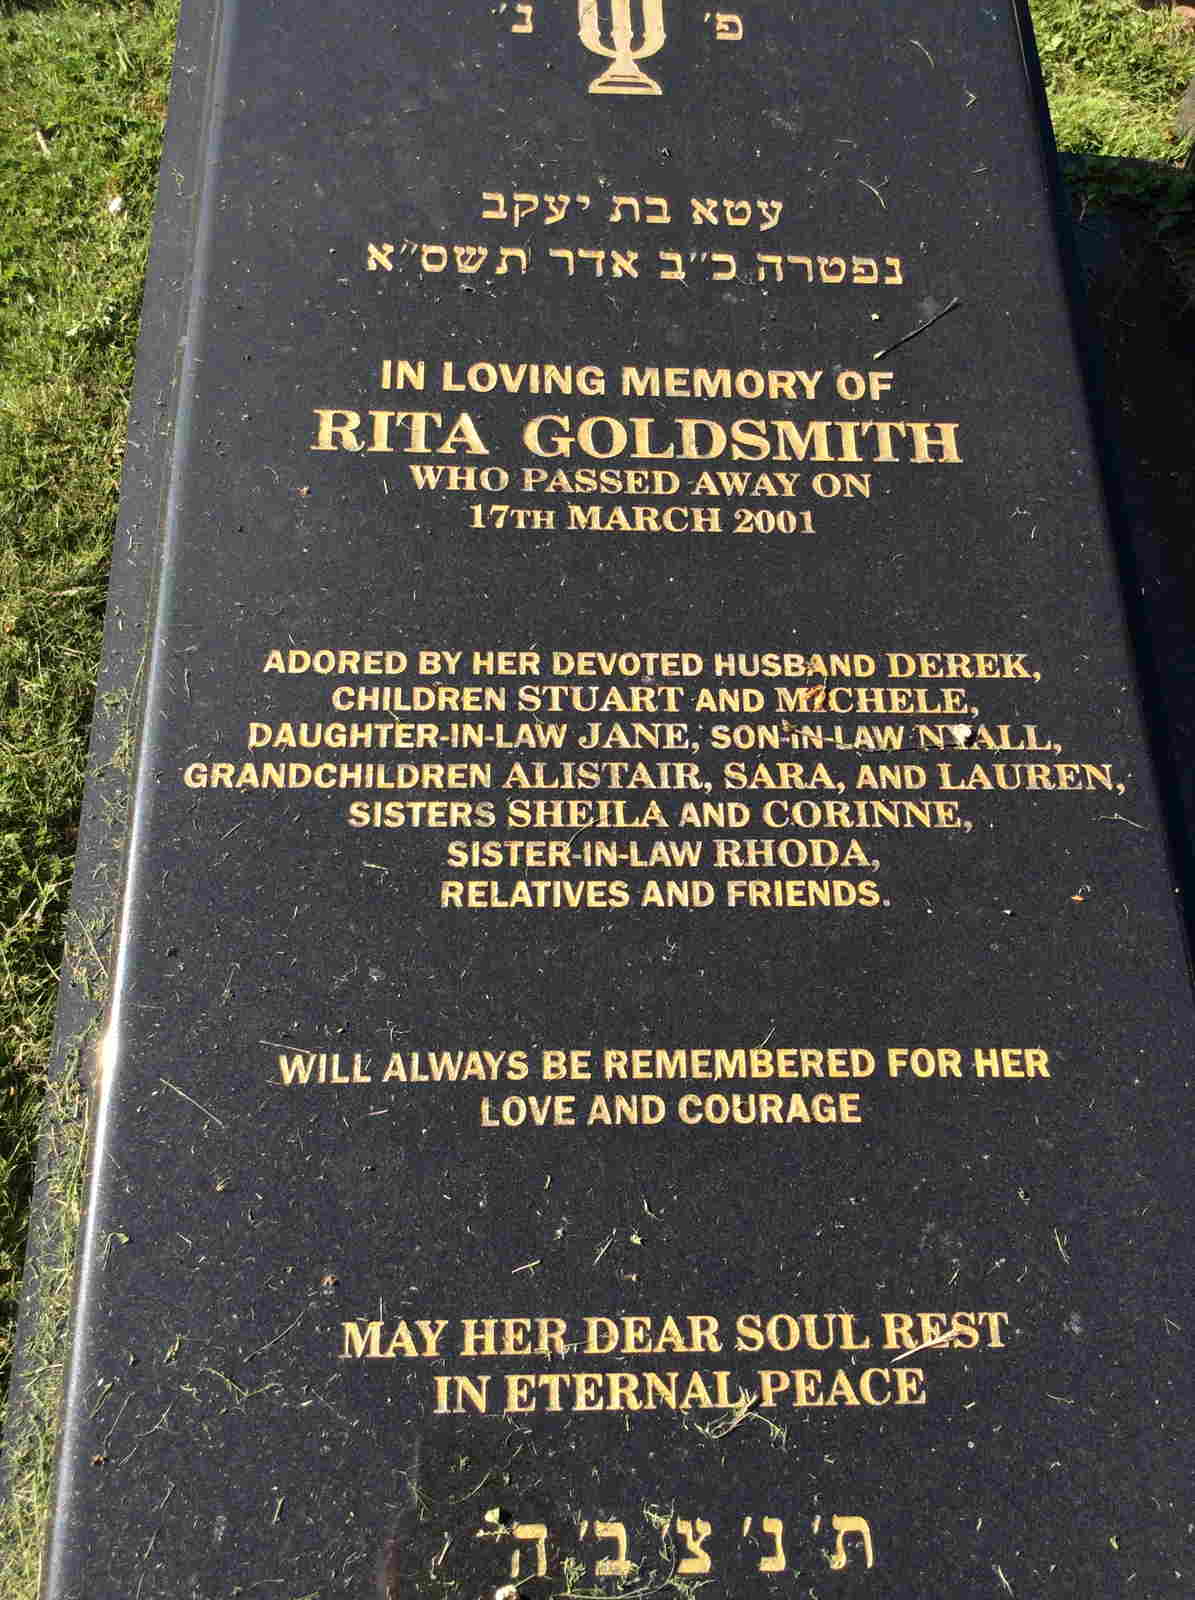 פ' נ'
עטא בת יעקב
נפטרה כ"ב אדר תשס"א
IN LOVING MEMORY OF
RITA GOLDSMITH
WHO PASSED AWAY ON
17TH MARCH 2001
ADORED BY HER DEVOTED HUSBAND DEREK,
CHILDREN STUART AND MICHELE,
DAUGHTER-IN-LAW JANE, SON-IN-LAW NYALL,
GRANDCHILDREN ALISTAIR, SARA, AND LAUREN,
SISTERS SHEILA AND CORINNE,
SISTER-IN-LAW RHODA,
RELATIVES AND FRIENDS.
WILL ALWAYS BE REMEMBERED FOR HER
LOVE AND COURAGE
MAY HER DEAR SOUL REST
IN ETERNAL PEACE
ת' נ' צ' ב' ה'